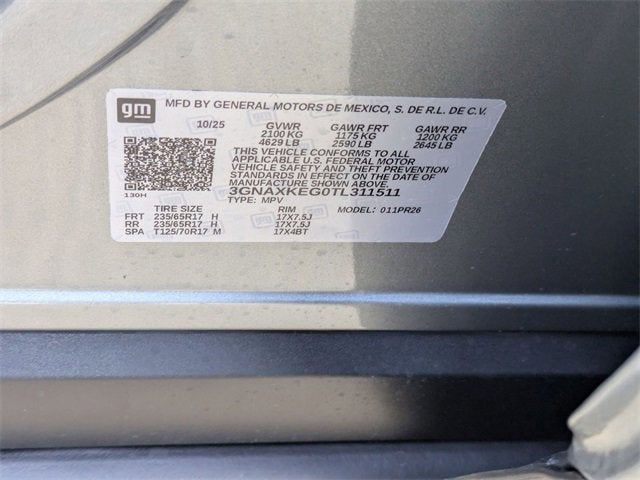 gm
MFD BY GENERAL MOTORS DE MEXICO, S. DE R.L. DE C.V.
10/25 GVWR GAWR FRT GAWR RR
2100 KG 1175 KG 1200 KG
4629 LB 2590 LB 2645 LB
THIS VEHICLE CONFORMS TO ALL
APPLICABLE U.S. FEDERAL MOTOR
VEHICLE SAFETY AND THEFT PREVENTION
STANDARDS IN EFFECT ON THE DATE OF
MANUFACTURE SHOWN ABOVE.
130H 3GNAXKEG0TL311511
TYPE: MPV
TIRE SIZE RIM MODEL: 011PR26
FRT 235/65R17 H 17X7.5J
RR 235/65R17 H 17X7.5J
SPA T125/70R17 M 17X4BT